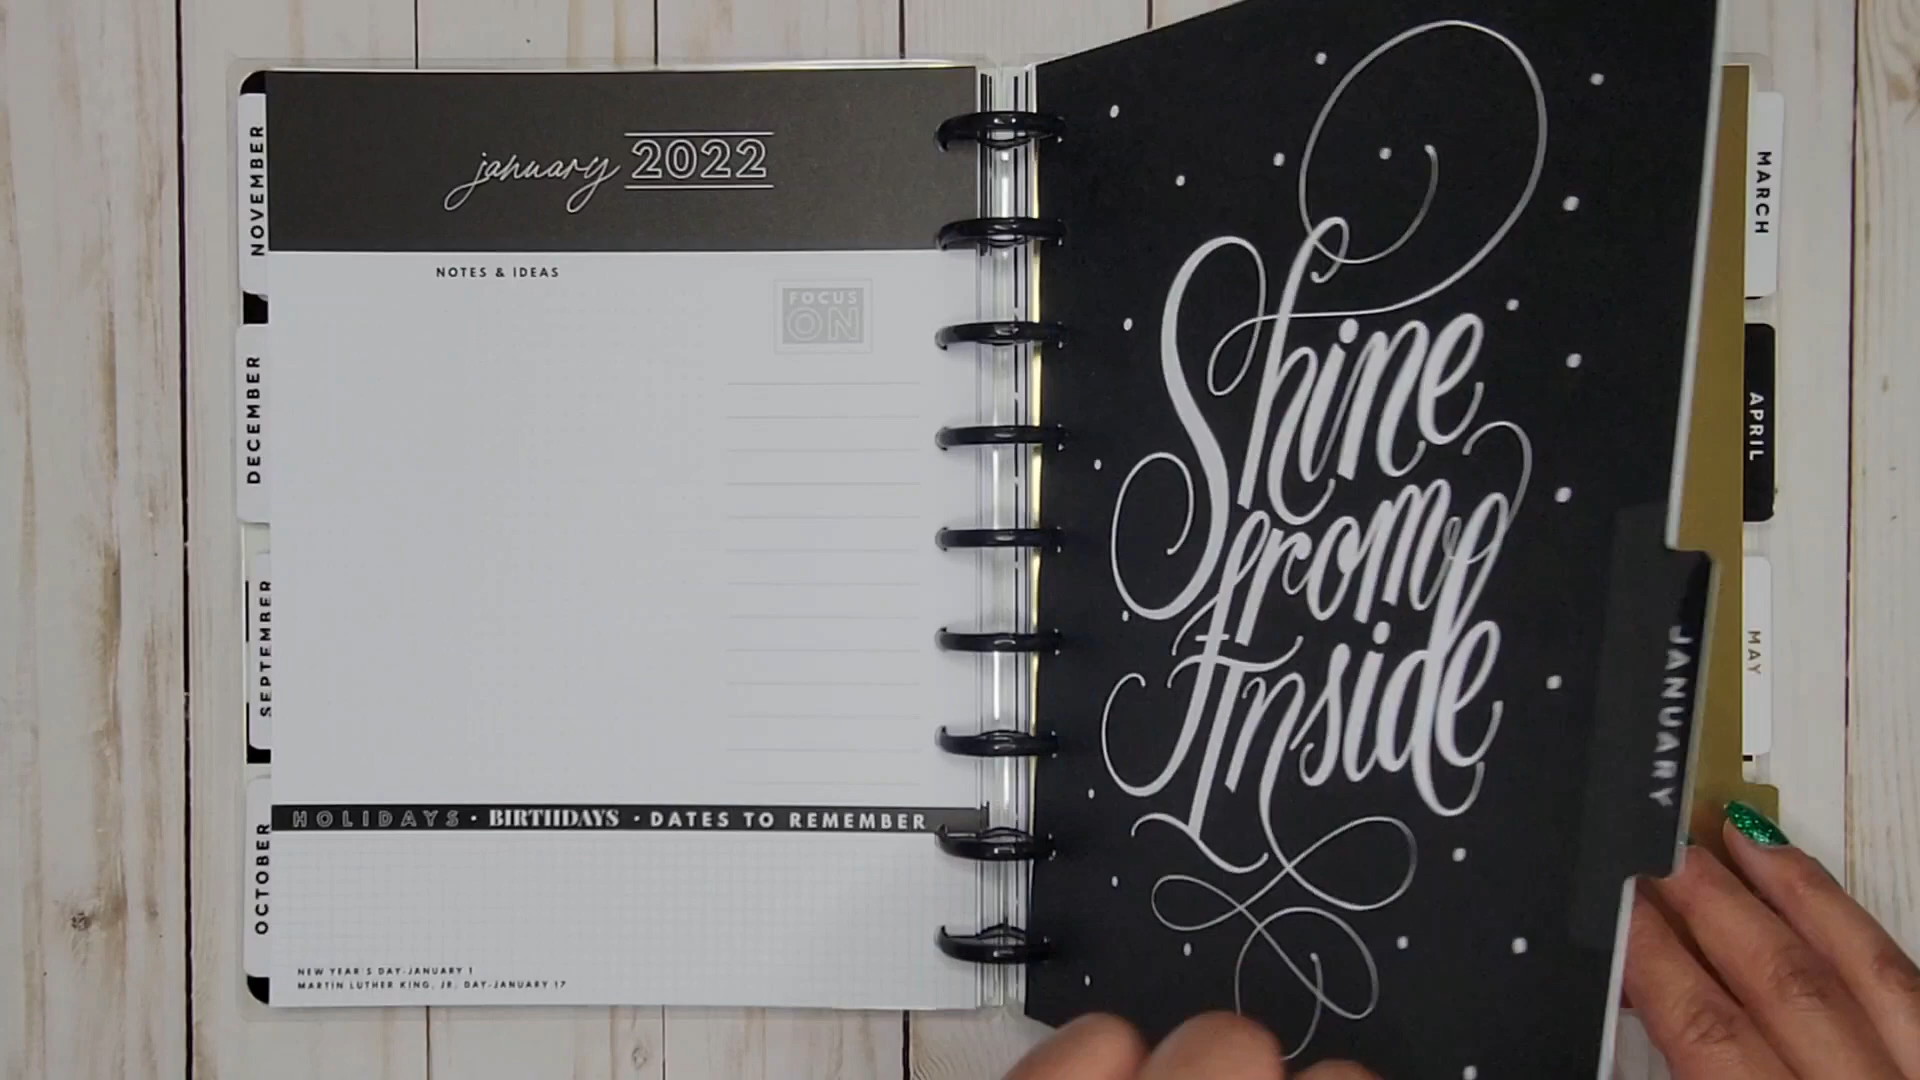 NOVEMBER
DECEMBER
SEPTEMBER
OCTOBER
january 2022
NOTES & IDEAS
FOCUS
ON
HOLIDAYS • BIRTHDAYS • DATES TO REMEMBER
NEW YEAR'S DAY-JANUARY 1
MARTIN LUTHER KING, JR. DAY-JANUARY 17
Shine
from
Inside
JANUARY
MARCH
APRIL
MAY